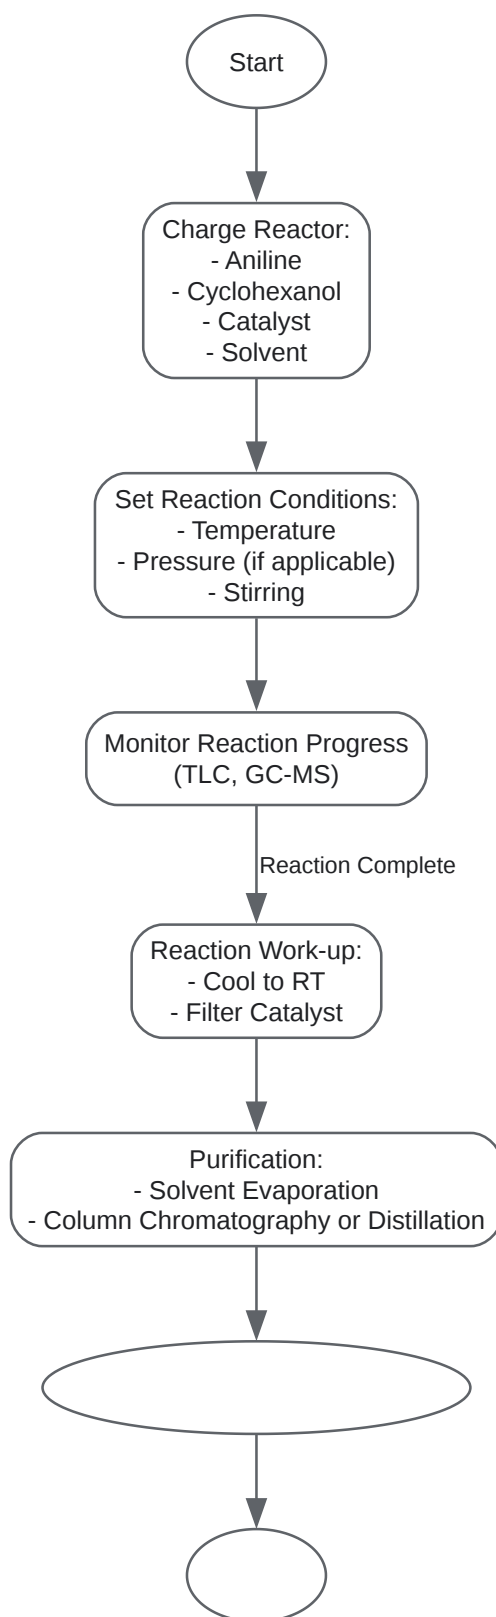 Start
Charge Reactor:
- Aniline
- Cyclohexanol
- Catalyst
- Solvent
Set Reaction Conditions:
- Temperature
- Pressure (if applicable)
- Stirring
Monitor Reaction Progress
(TLC, GC-MS)
Reaction Complete
Reaction Work-up:
- Cool to RT
- Filter Catalyst
Purification:
- Solvent Evaporation
- Column Chromatography or Distillation